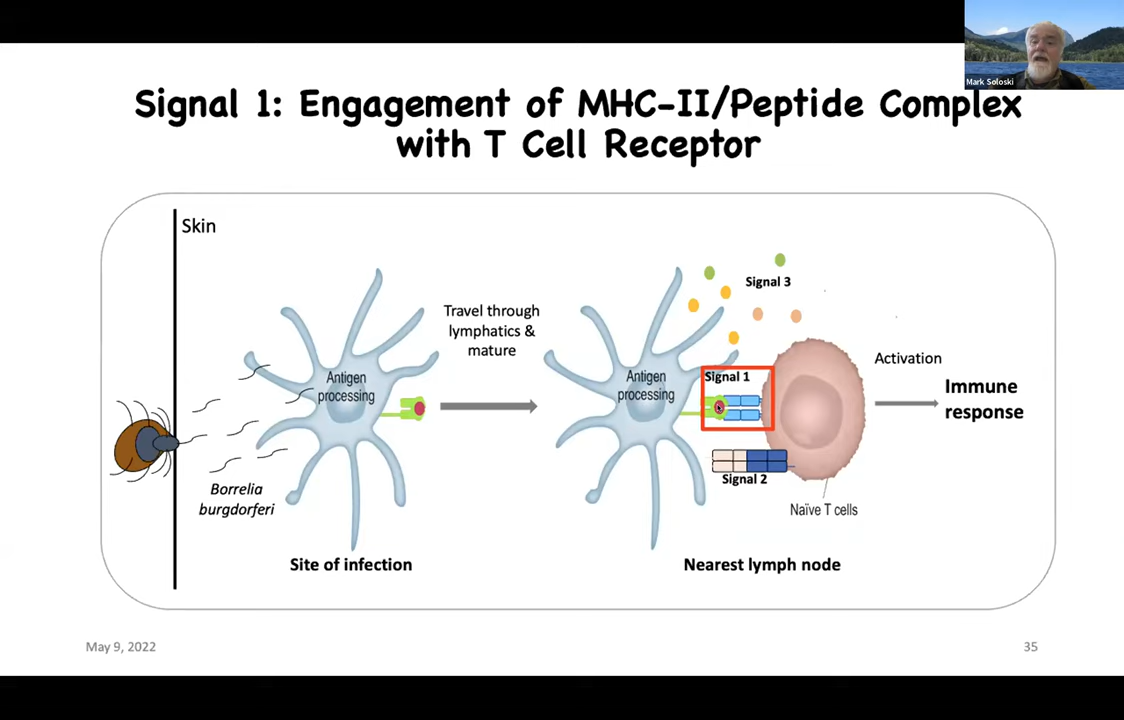 Mark Soloski
Signal 1: Engagement of MHC-II/Peptide Complex
with T Cell Receptor
Skin
Signal 3
Travel through
lymphatics &
mature
Antigen
processing
Antigen
processing
Signal 1
Activation
Immune
response
Signal 2
Borrelia
burgdorferi
Naïve T cells
Site of infection
Nearest lymph node
May 9, 2022
35